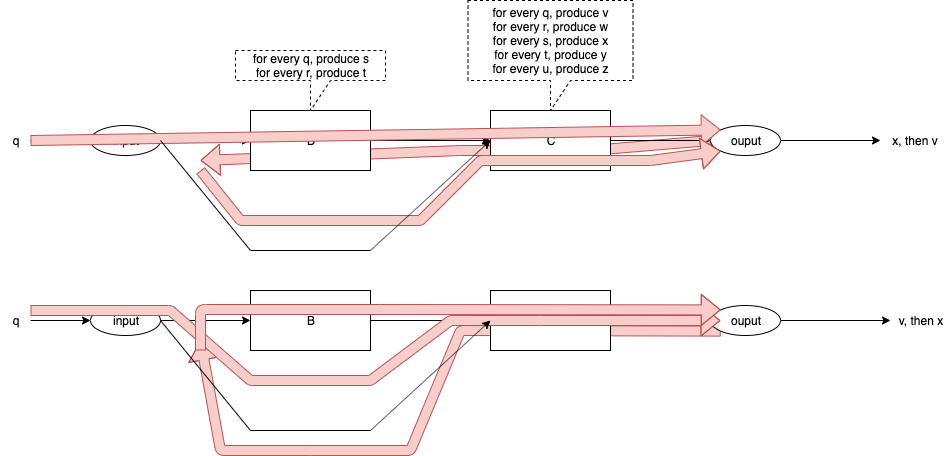 for every q, produce v
for every r, produce w
for every s, produce x
for every t, produce y
for every u, produce z
for every q, produce s
for every r, produce t
q
C
ouput
x, then v
q
input
B
ouput
v, then x